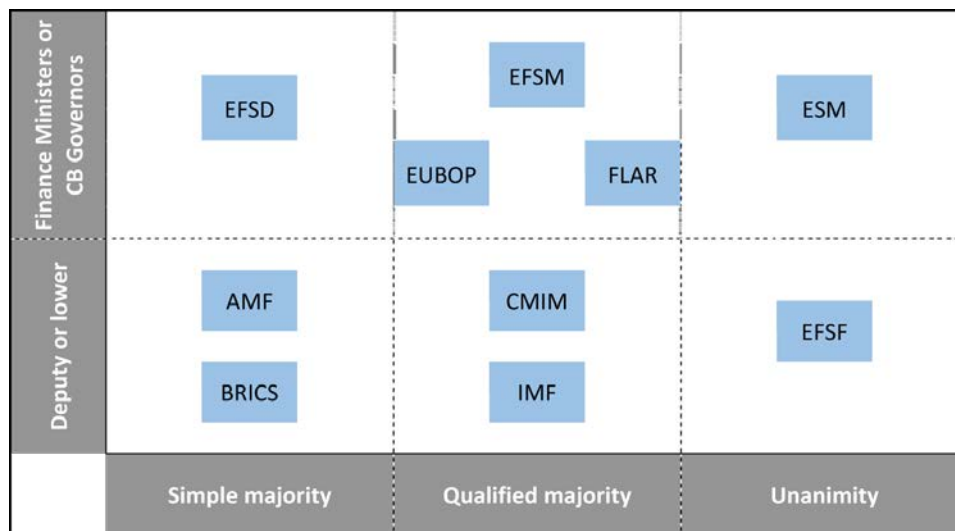 Finance Ministers or
CB Governors
EFSD
EFSM
ESM
EUBOP
FLAR
Deputy or lower
AMF
CMIM
EFSF
BRICS
IMF
Simple majority
Qualified majority
Unanimity